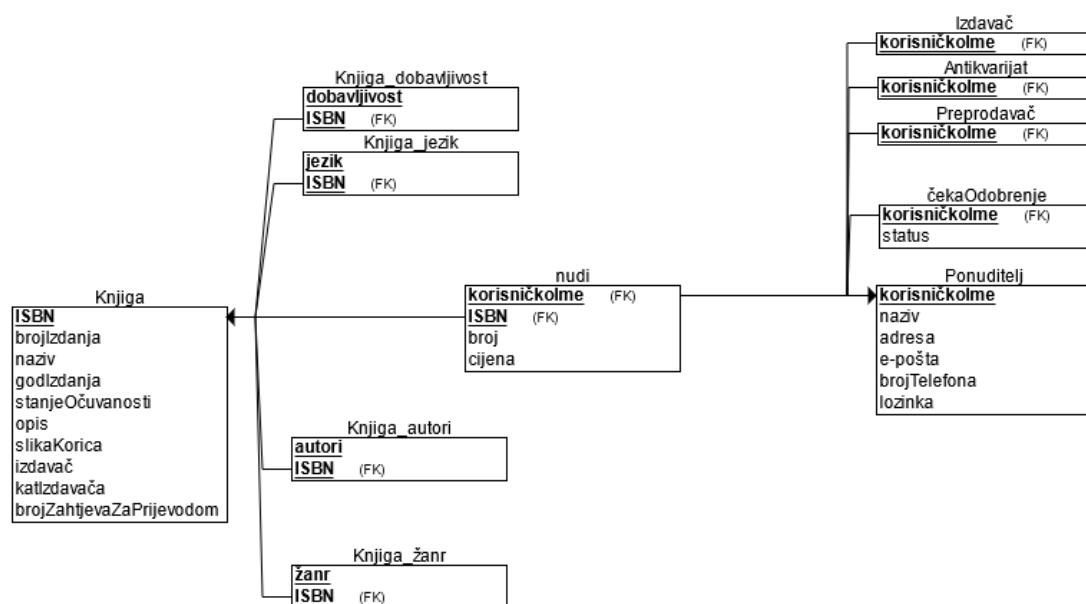 Knjiga_dobavljivost
dobavljivost
ISBN (FK)
Knjiga_jezik
jezik
ISBN (FK)
Knjiga
ISBN
brojIzdanja
naziv
godIzdanja
stanjeOčuvanosti
opis
slikaKorica
izdavač
katIzdavača
brojZahtjevaZaPrijevodom
nudi
korisničkoIme (FK)
ISBN (FK)
broj
cijena
Knjiga_autori
autori
ISBN (FK)
Knjiga_žanr
žanr
ISBN (FK)
Izdavač
korisničkoIme (FK)
Antikvarijat
korisničkoIme (FK)
Preprodavač
korisničkoIme (FK)
čekaOdobrenje
korisničkoIme (FK)
status
Ponuditelj
korisničkoIme
naziv
adresa
e-pošta
brojTelefona
lozinka